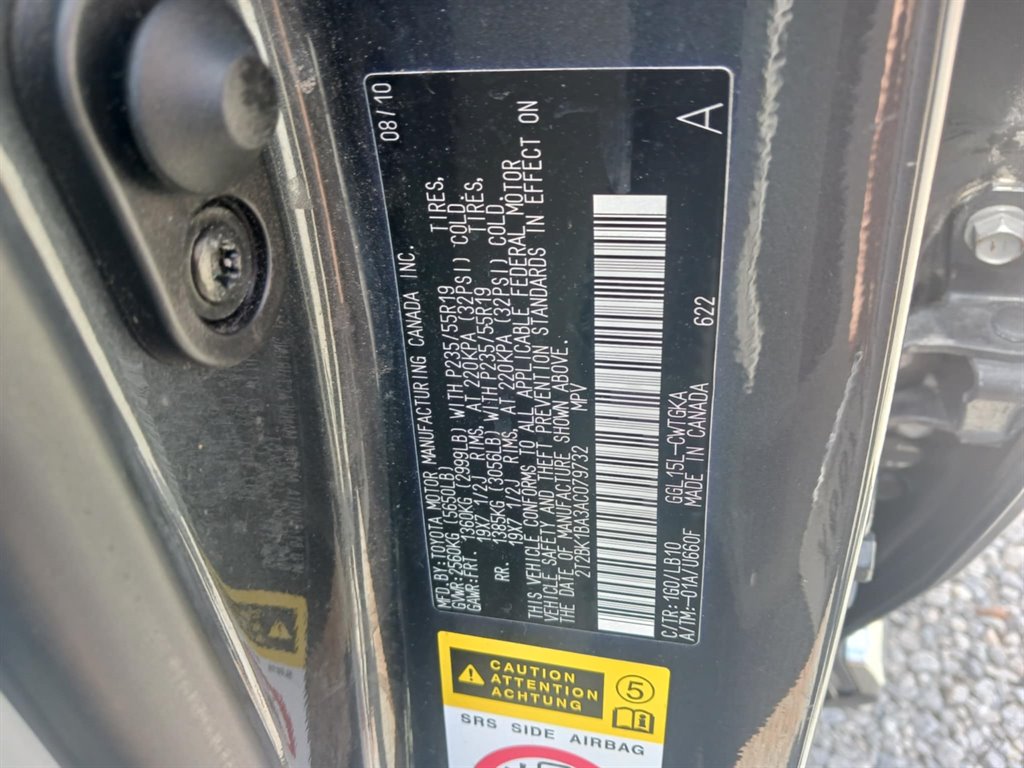 MFD BY:TOYOTA MOTOR MANUFACTURING CANADA INC. 08/10
GVWR:2560KG (5650LB)
GAWR:FRT. 1360KG (2999LB) WITH P235/55R19 TIRES,
19X7 1/2J RIMS, AT 220KPA (32PSI) COLD.
RR. 1385KG (3056LB) WITH P235/55R19 TIRES,
19X7 1/2J RIMS, AT 220KPA (32PSI) COLD.
THIS VEHICLE CONFORMS TO ALL APPLICABLE FEDERAL MOTOR
VEHICLE SAFETY AND THEFT PREVENTION STANDARDS IN EFFECT ON
THE DATE OF MANUFACTURE SHOWN ABOVE.
2T2BK1BA3AC079732 MPV
C/TR:1G0/LB10 GGL15L-CWTGKA 622 A
A/TM:-01A/U660F MADE IN CANADA
CAUTION
ATTENTION
ACHTUNG
5
SRS SIDE AIRBAG